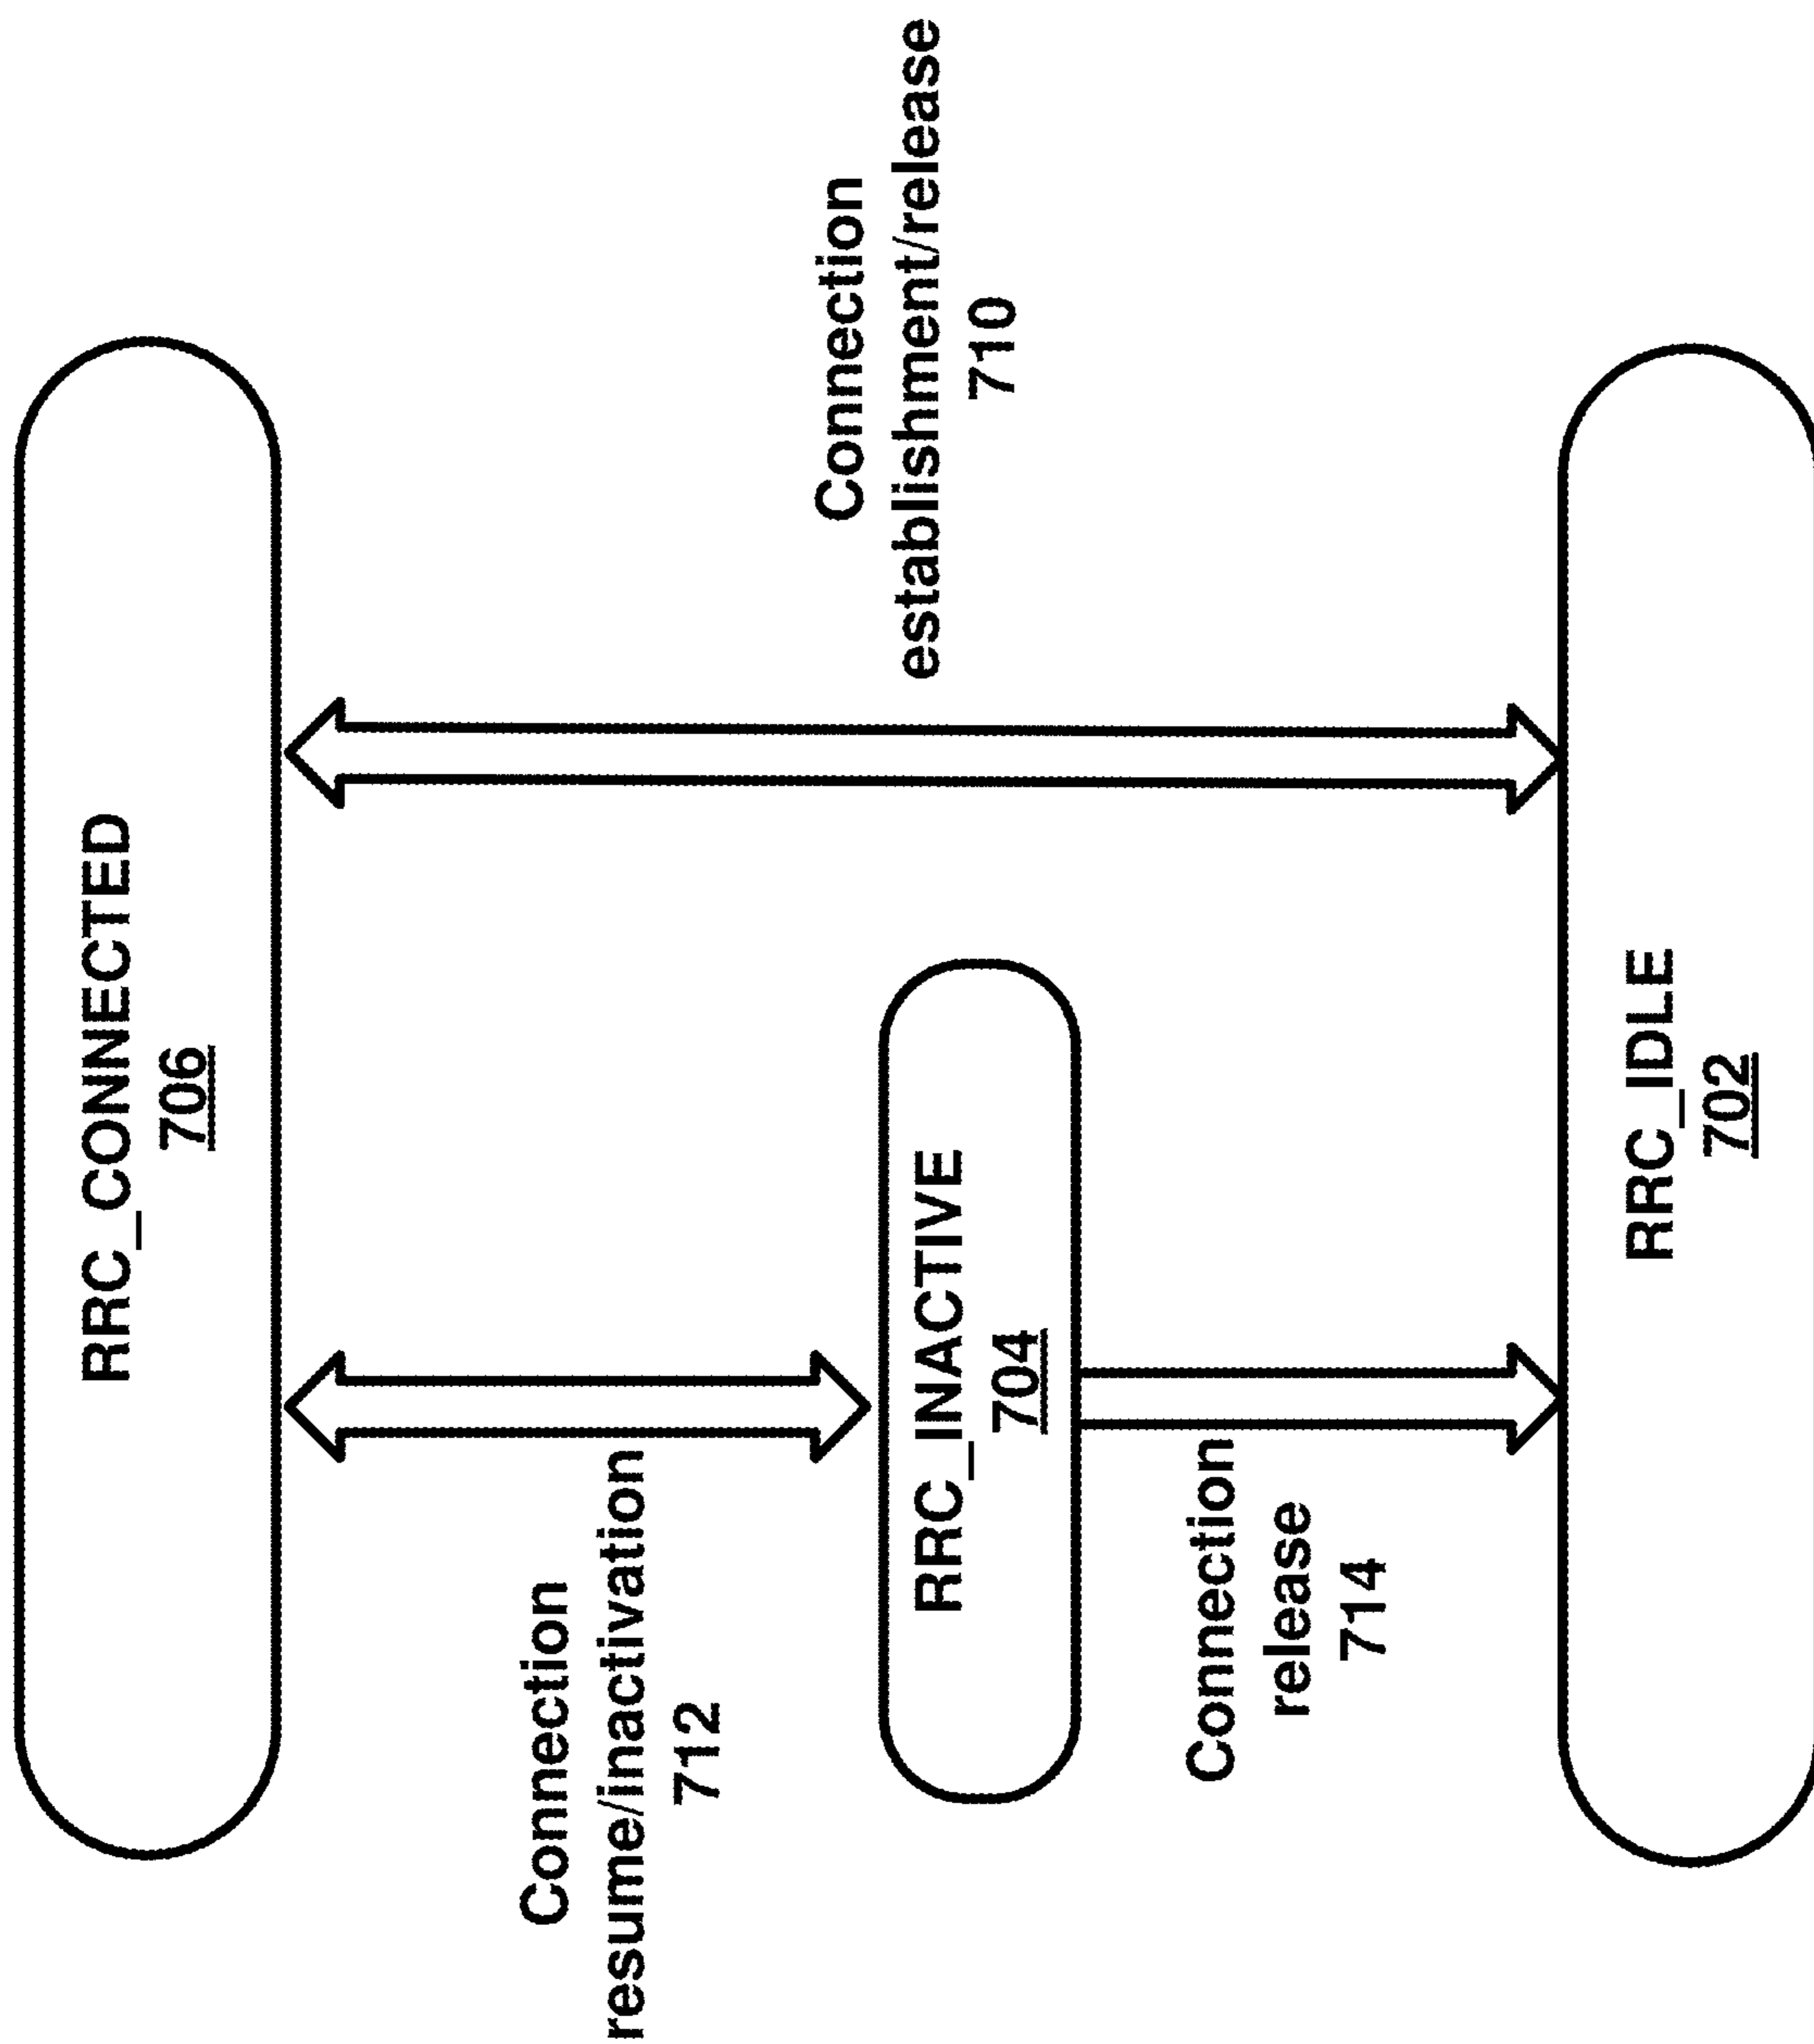 RRC_CONNECTED
706
Connection
resume/inactivation
712
Connection
establishment/release
710
RRC_INACTIVE
704
Connection
release
714
RRC_IDLE
702